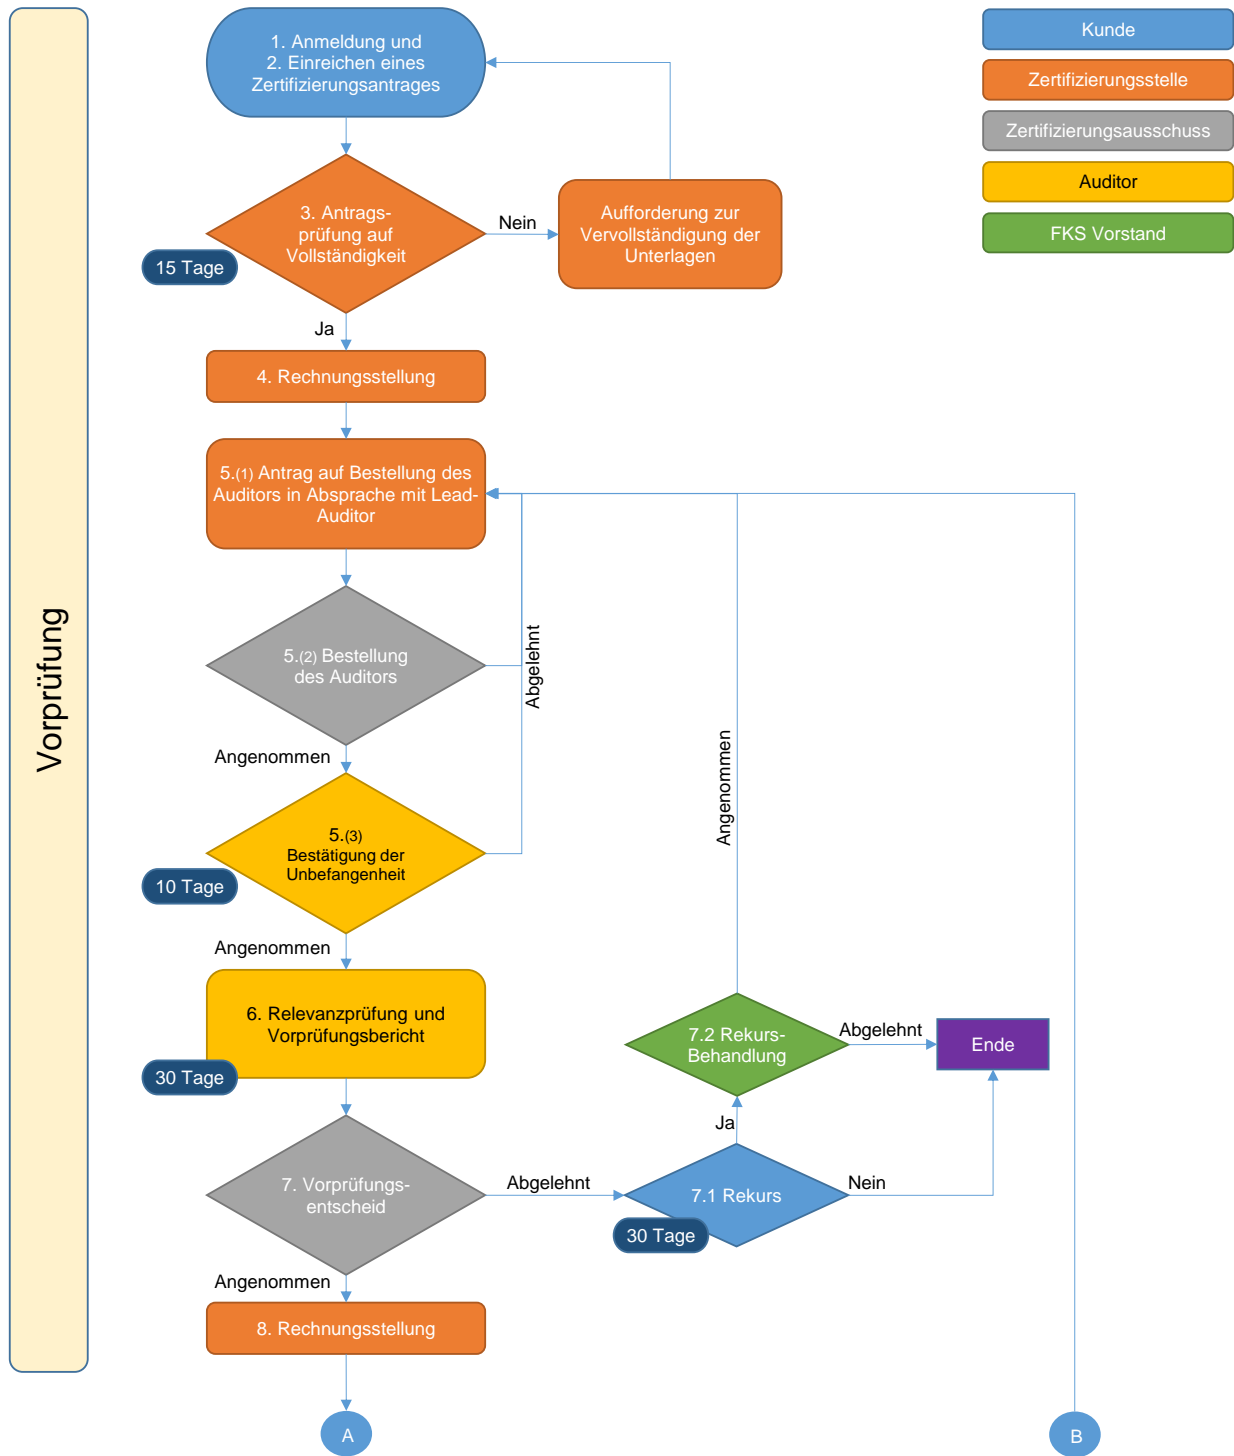 Vorprüfung
1. Anmeldung und
2. Einreichen eines
Zertifizierungsantrages
Kunde
Zertifizierungsstelle
Zertifizierungsausschuss
Auditor
FKS Vorstand
3. Antrags-
prüfung auf
Vollständigkeit
15 Tage
Nein
Aufforderung zur
Vervollständigung der
Unterlagen
Ja
4. Rechnungsstellung
5.(1) Antrag auf Bestellung des
Auditors in Absprache mit Lead-
Auditor
5.(2) Bestellung
des Auditors
Abgelehnt
Angenommen
5.(3)
Bestätigung der
Unbefangenheit
10 Tage
Angenommen
Angenommen
6. Relevanzprüfung und
Vorprüfungsbericht
30 Tage
7.2 Rekurs-
Behandlung
Abgelehnt
Ende
Ja
7. Vorprüfungs-
entscheid
Abgelehnt
7.1 Rekurs
Nein
30 Tage
Angenommen
8. Rechnungsstellung
A
B